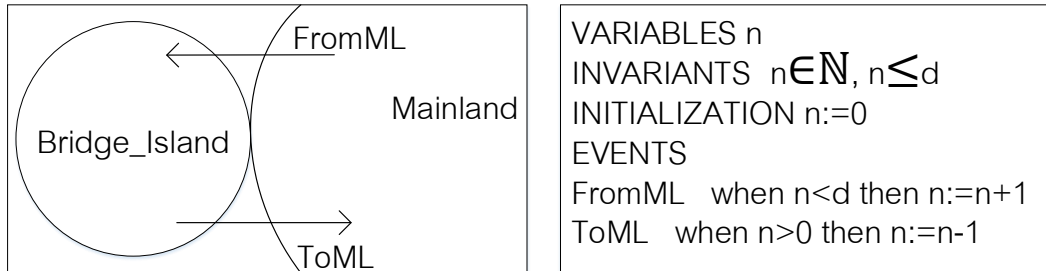 FromML
Mainland
Bridge_Island
ToML
VARIABLES n
INVARIANTS n∈ℕ, n≤d
INITIALIZATION n:=0
EVENTS
FromML when n<d then n:=n+1
ToML when n>0 then n:=n-1